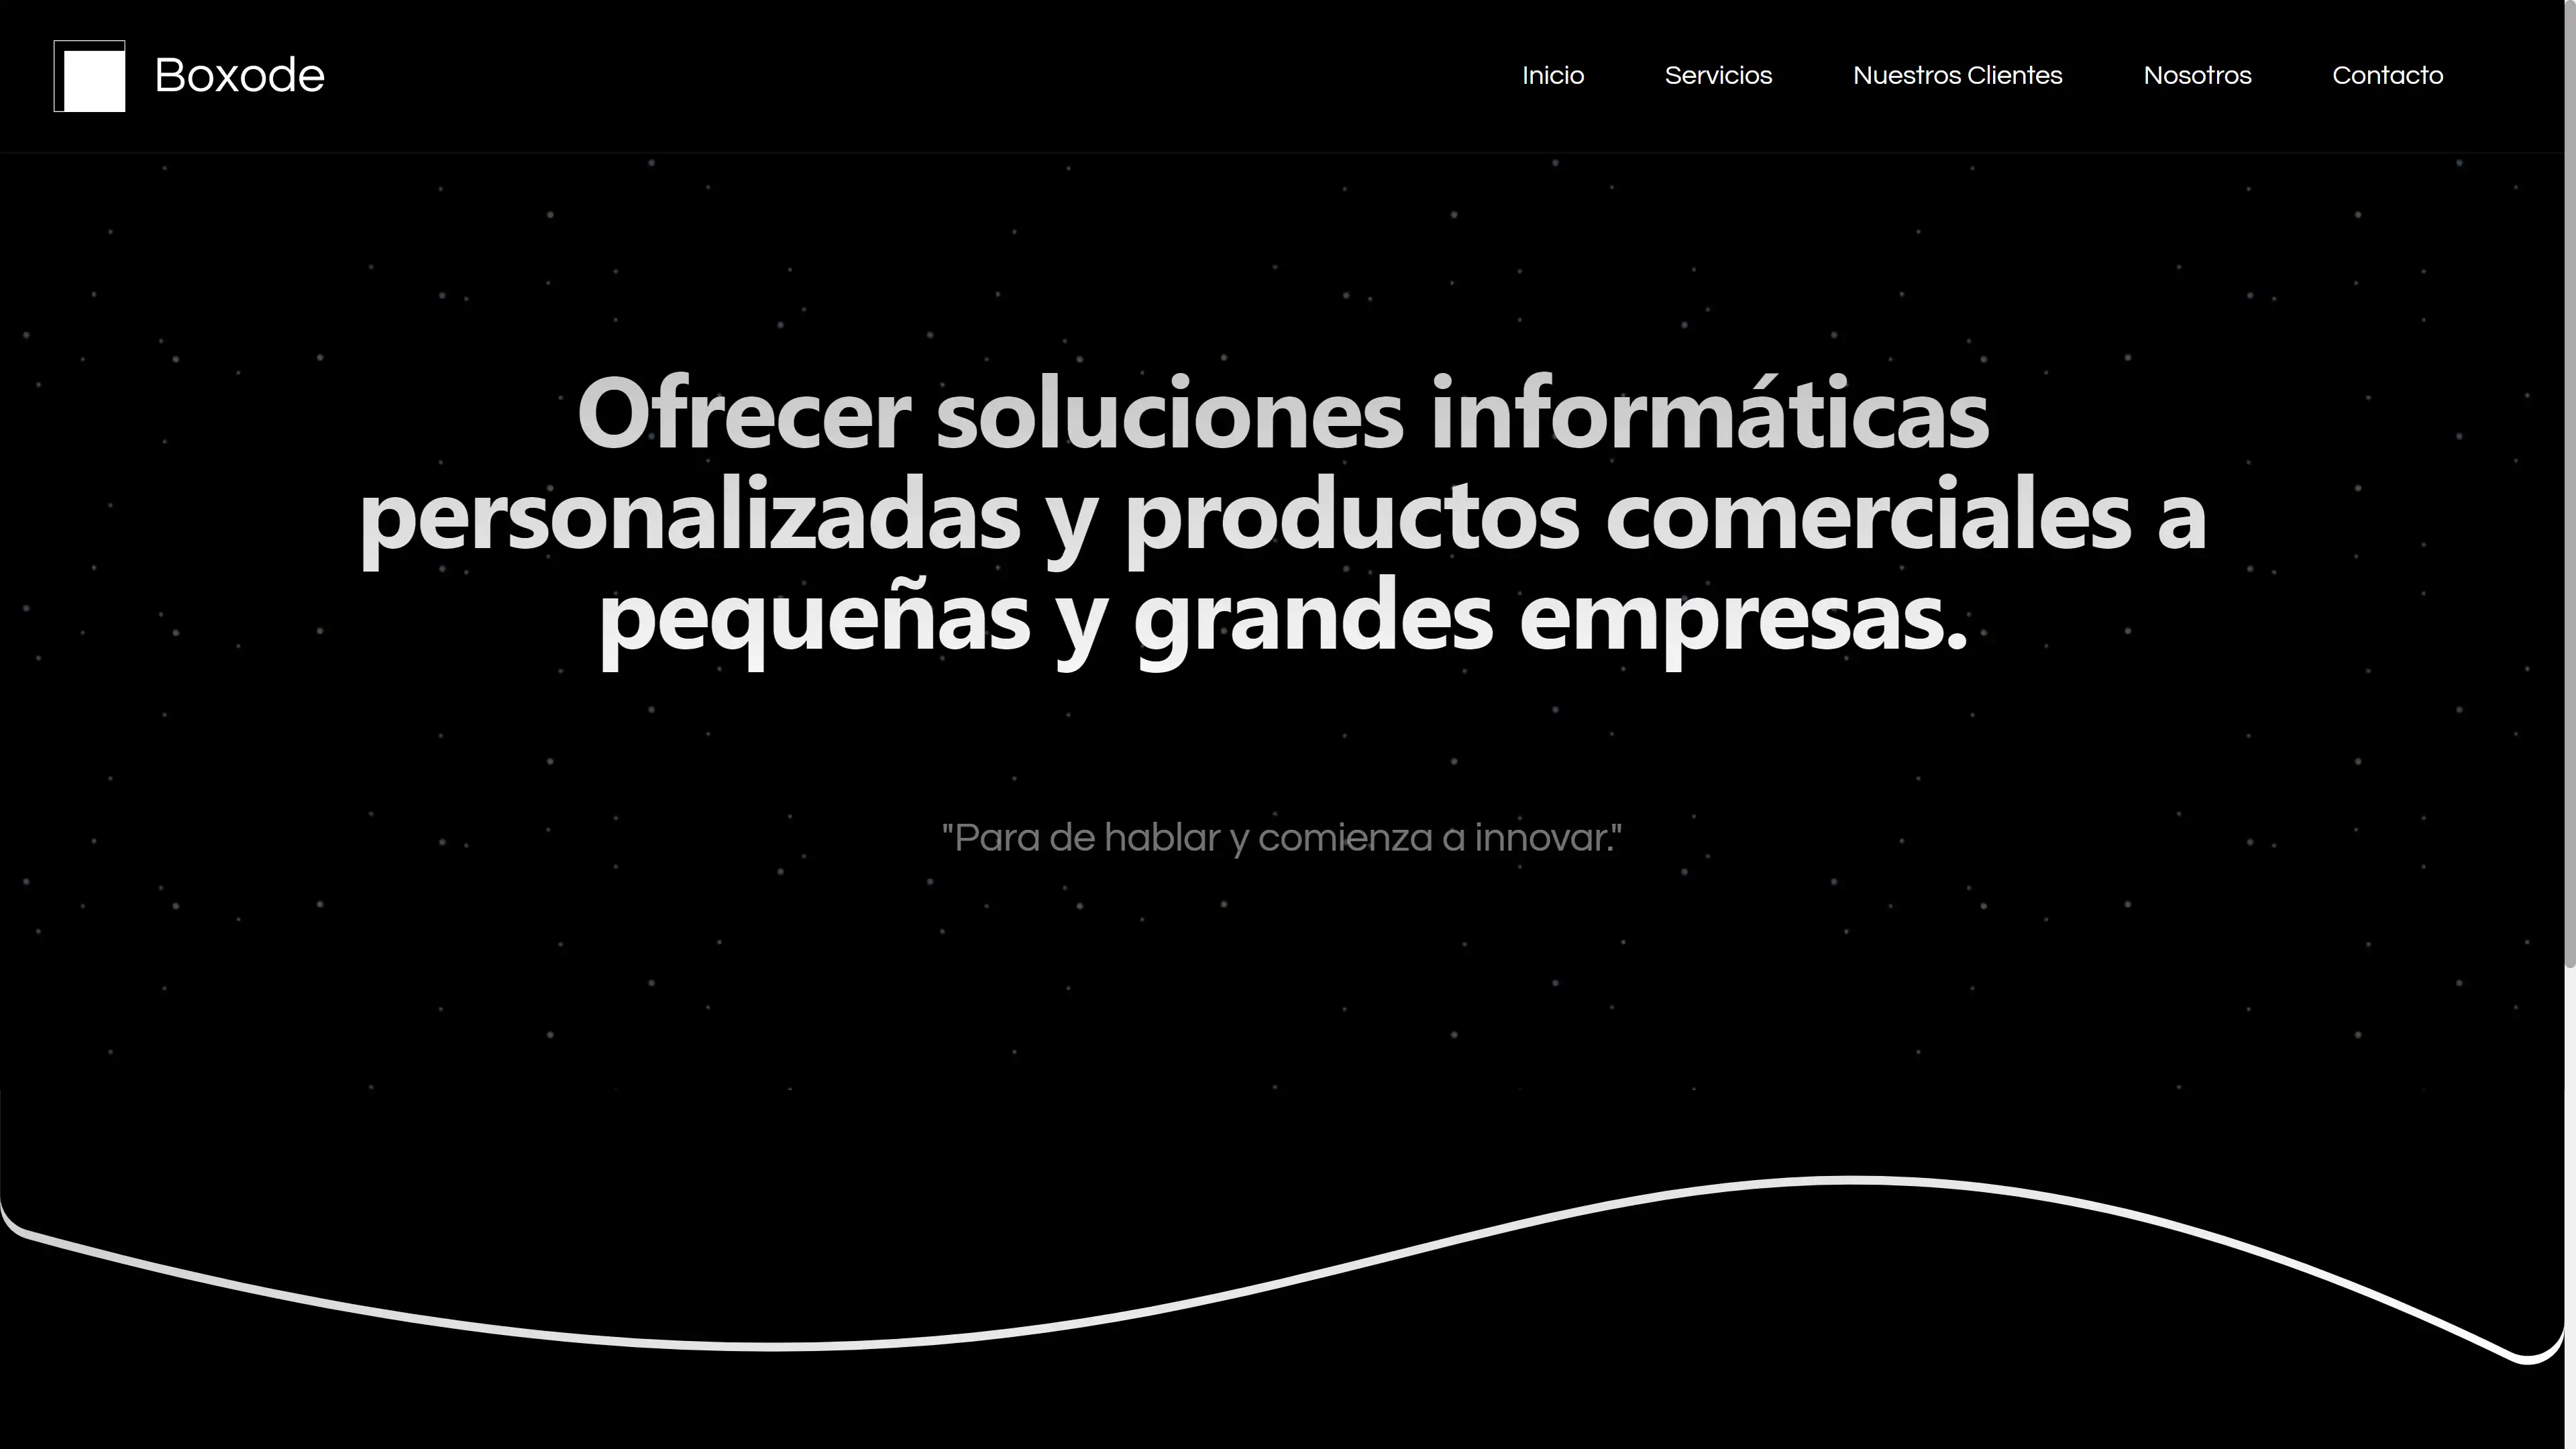 Boxode
Inicio
Servicios
Nuestros Clientes
Nosotros
Contacto
Ofrecer soluciones informáticas
personalizadas y productos comerciales a
pequeñas y grandes empresas.
"Para de hablar y comienza a innovar."